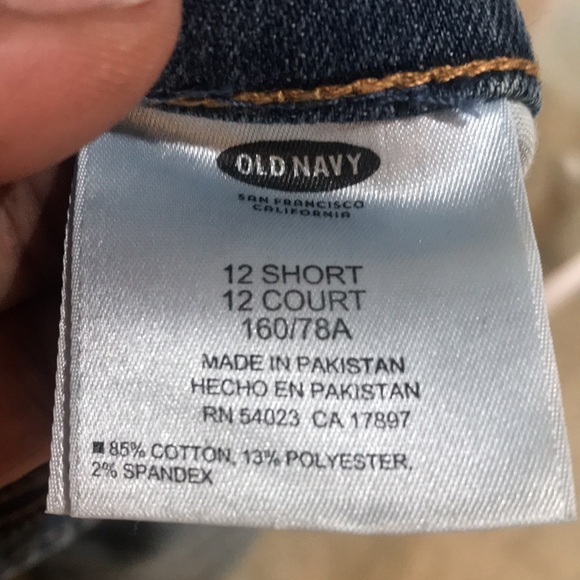 OLD NAVY
SAN FRANCISCO
CALIFORNIA
12 SHORT
12 COURT
160/78A
MADE IN PAKISTAN
HECHO EN PAKISTAN
RN 54023 CA 17897
85% COTTON, 13% POLYESTER,
2% SPANDEX